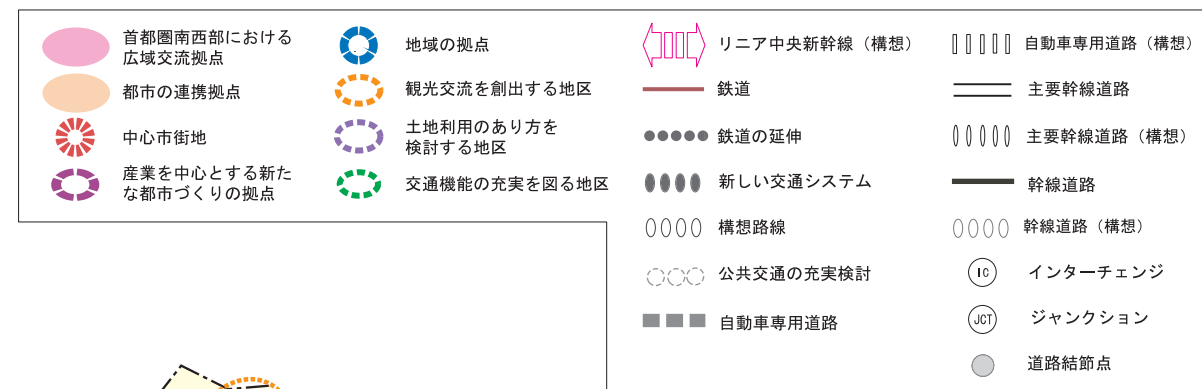 首都圏南西部における
広域交流拠点
都市の連携拠点
中心市街地
産業を中心とする新た
な都市づくりの拠点
地域の拠点
観光交流を創出する地区
土地利用のあり方を
検討する地区
交通機能の充実を図る地区
リニア中央新幹線（構想）
鉄道
鉄道の延伸
新しい交通システム
構想路線
公共交通の充実検討
自動車専用道路
自動車専用道路（構想）
主要幹線道路
主要幹線道路（構想）
幹線道路
幹線道路（構想）
IC インターチェンジ
JCT ジャンクション
道路結節点